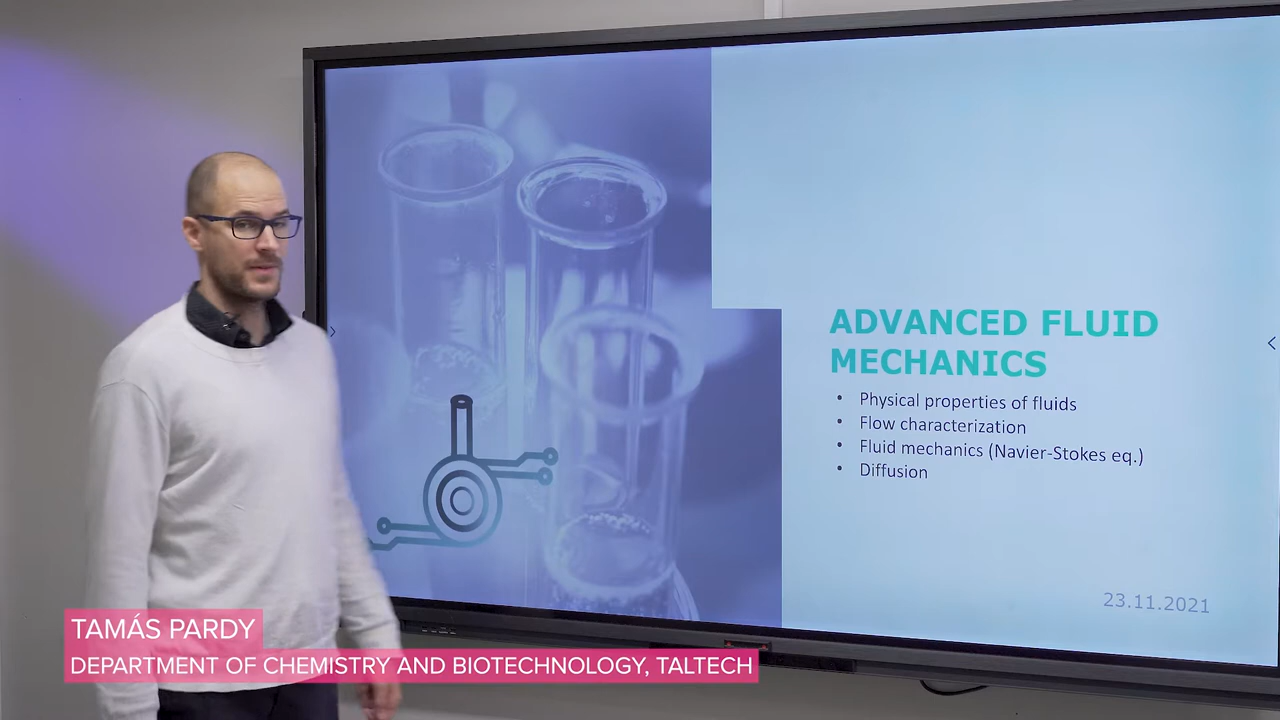 ADVANCED FLUID
MECHANICS
• Physical properties of fluids
• Flow characterization
• Fluid mechanics (Navier-Stokes eq.)
• Diffusion
23.11.2021
TAMÁS PARDY
DEPARTMENT OF CHEMISTRY AND BIOTECHNOLOGY, TALTECH